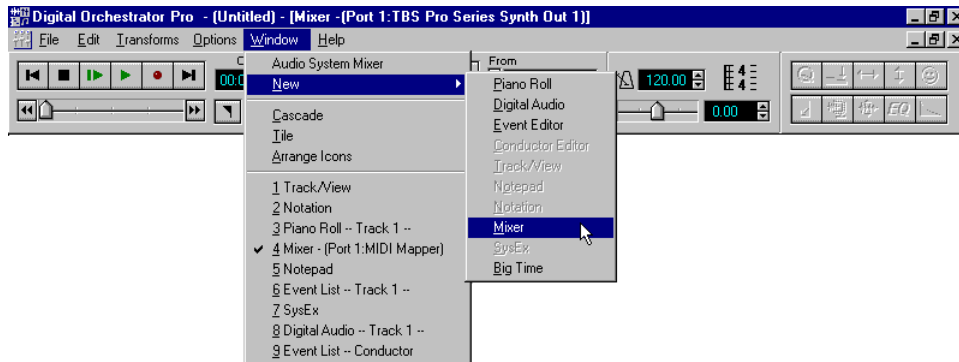 Digital Orchestrator Pro - (Untitled) - [Mixer -(Port 1:TBS Pro Series Synth Out 1)]
File Edit Transforms Options Window Help
From
120.00
4
4
0.00
EQ
Audio System Mixer
New
Cascade
Tile
Arrange Icons
1 Track/View
2 Notation
3 Piano Roll -- Track 1 --
4 Mixer - (Port 1:MIDI Mapper)
5 Notepad
6 Event List -- Track 1 --
7 SysEx
8 Digital Audio -- Track 1 --
9 Event List -- Conductor
Piano Roll
Digital Audio
Event Editor
Conductor Editor
Track/View
Notepad
Notation
Mixer
SysEx
Big Time